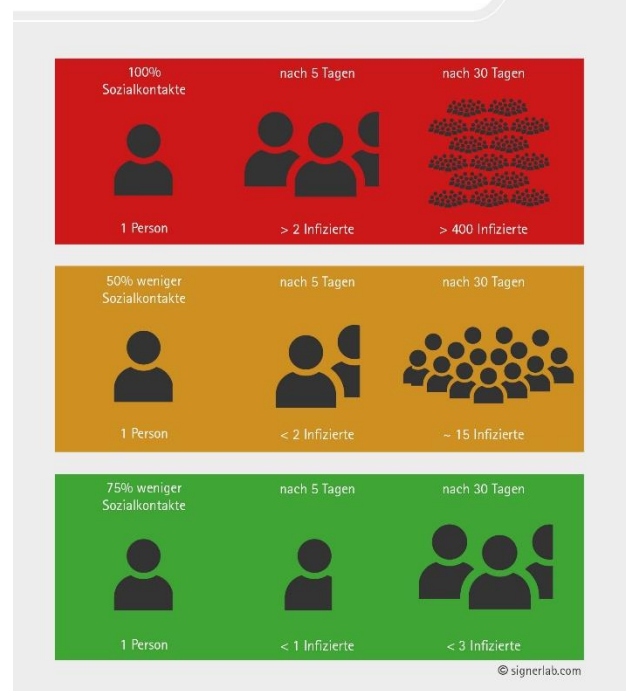 100%
Sozialkontakte
nach 5 Tagen
nach 30 Tagen
1 Person
> 2 Infizierte
> 400 Infizierte
50% weniger
Sozialkontakte
nach 5 Tagen
nach 30 Tagen
1 Person
< 2 Infizierte
~ 15 Infizierte
75% weniger
Sozialkontakte
nach 5 Tagen
nach 30 Tagen
1 Person
< 1 Infizierte
< 3 Infizierte
© signerlab.com